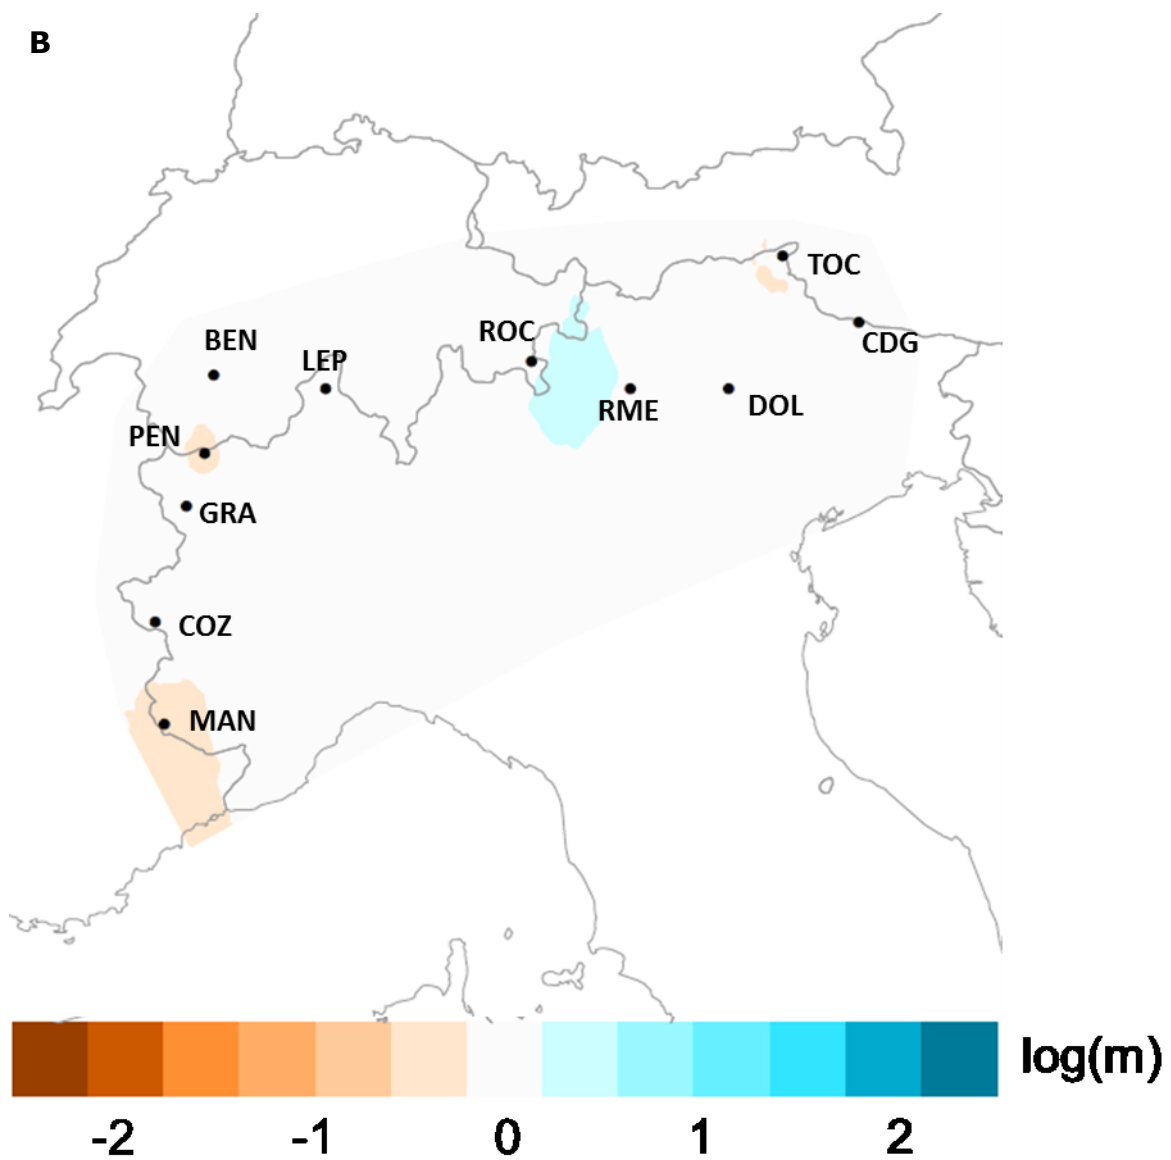 B
TOC
ROC
CDG
BEN
LEP
RME
DOL
PEN
GRA
COZ
MAN
log(m)
-2 -1 0 1 2